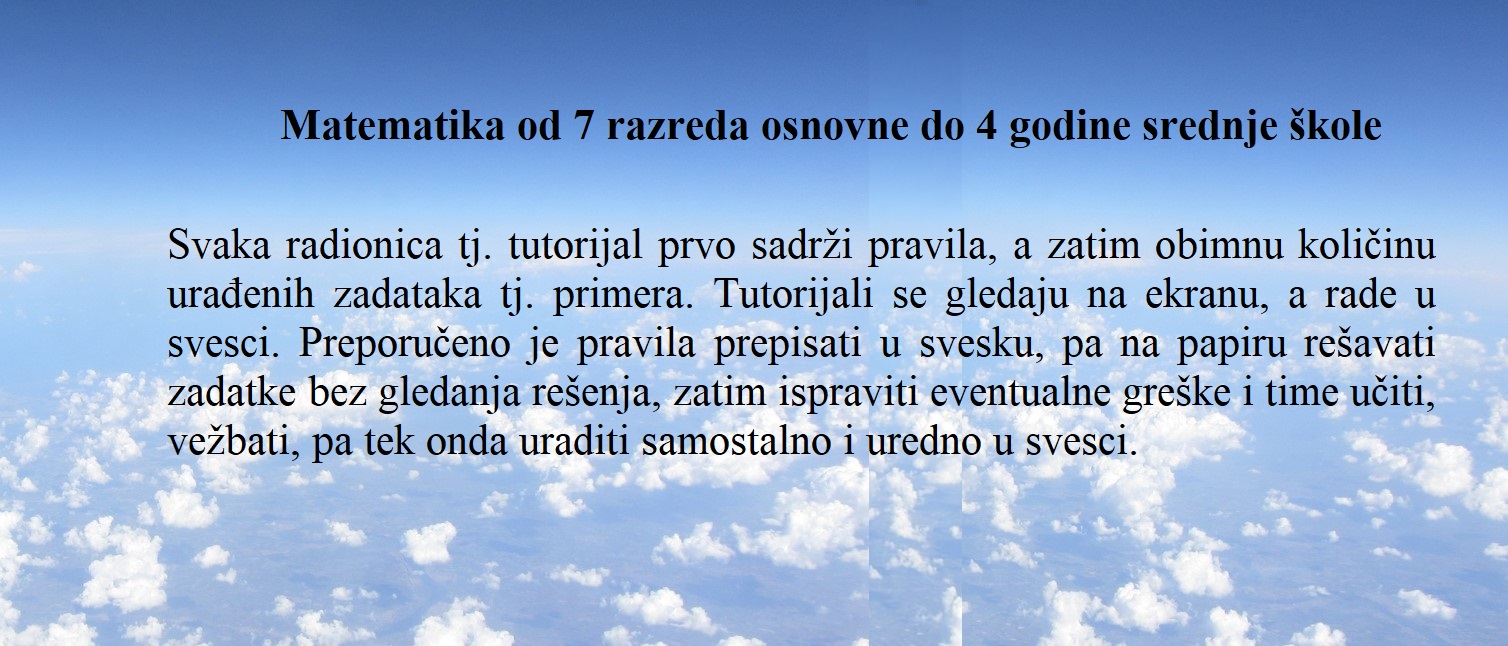 Matematika od 7 razreda osnovne do 4 godine srednje škole
Svaka radionica tj. tutorijal prvo sadrži pravila, a zatim obimnu količinu
urađenih zadataka tj. primera. Tutorijali se gledaju na ekranu, a rade u
svesci. Preporučeno je pravila prepisati u svesku, pa na papiru rešavati
zadatke bez gledanja rešenja, zatim ispraviti eventualne greške i time učiti,
vežbati, pa tek onda uraditi samostalno i uredno u svesci.